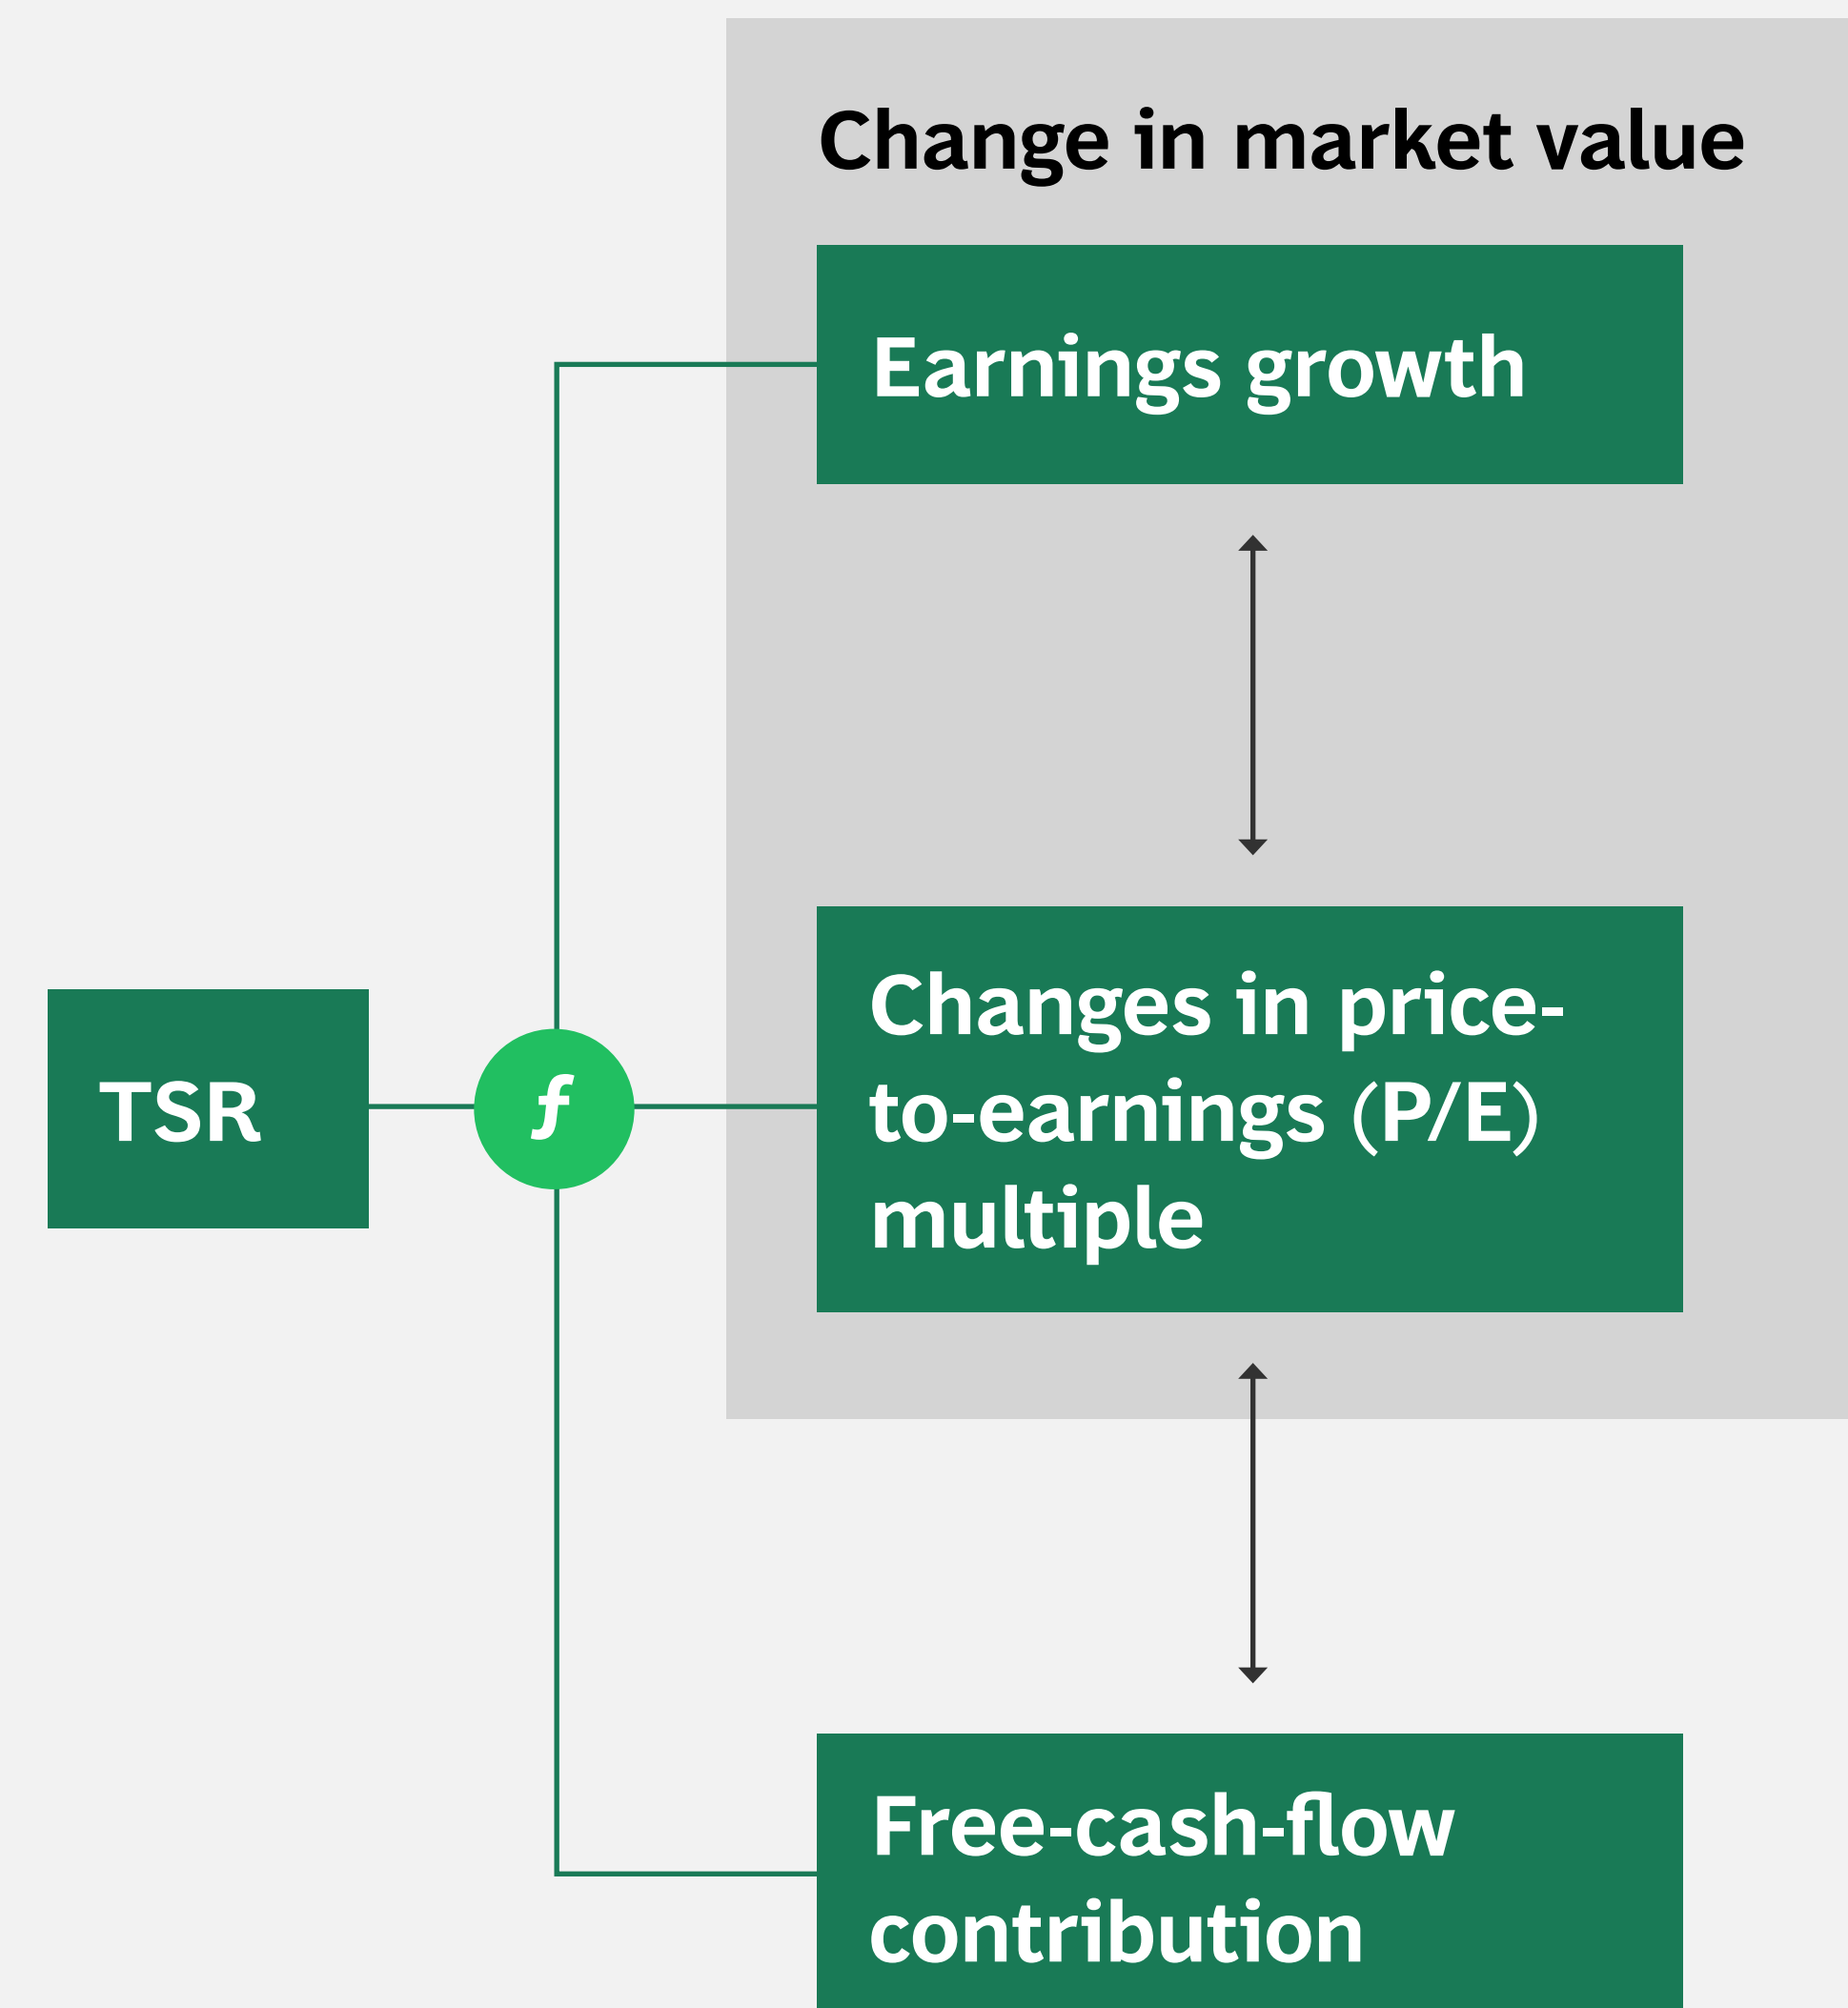 Change in market value
Earnings growth
Changes in price-
to-earnings (P/E)
multiple
TSR
f
Free-cash-flow
contribution